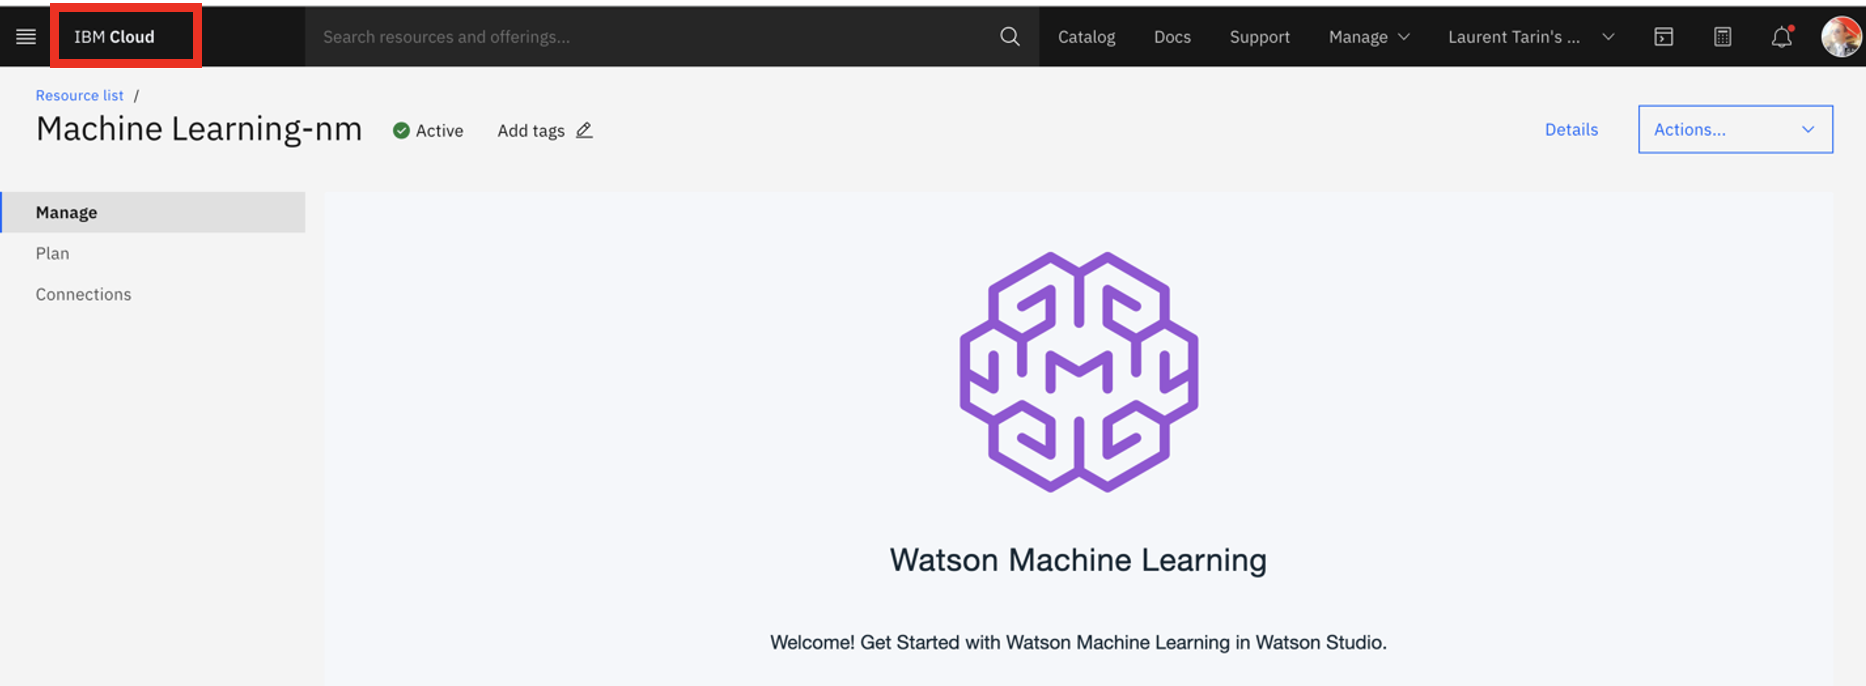 IBM Cloud
Search resources and offerings...
Catalog
Docs
Support
Manage
Laurent Tarin's ...
Resource list /
Machine Learning-nm
Active
Add tags
Details
Actions...
Manage
Plan
Connections
Watson Machine Learning
Welcome! Get Started with Watson Machine Learning in Watson Studio.